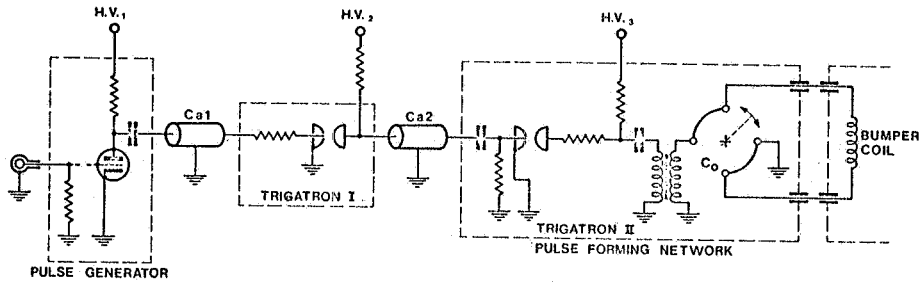 H.V.1
H.V.2
H.V.3
Ca1
Ca2
Co
BUMPER
COIL
TRIGATRON I
TRIGATRON II
PULSE FORMING NETWORK
PULSE GENERATOR